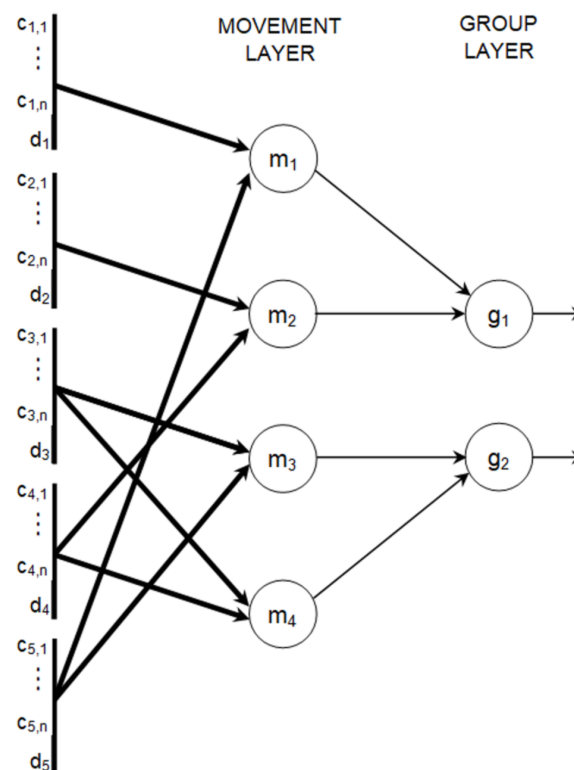 MOVEMENT
LAYER
GROUP
LAYER
c1,1
⋮
c1,n
d1
c2,1
⋮
c2,n
d2
c3,1
⋮
c3,n
d3
c4,1
⋮
c4,n
d4
c5,1
⋮
c5,n
d5
m1
m2
m3
m4
g1
g2